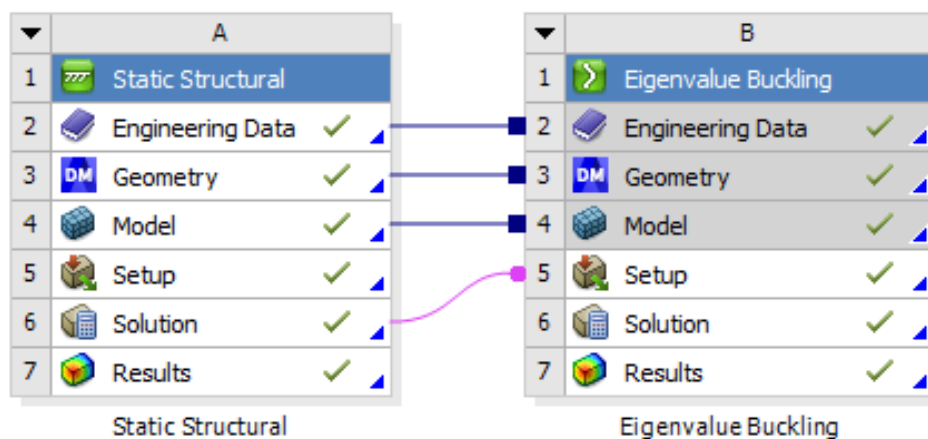 A
1 Static Structural
2 Engineering Data
3 DM Geometry
4 Model
5 Setup
6 Solution
7 Results
Static Structural
B
1 Eigenvalue Buckling
2 Engineering Data
3 DM Geometry
4 Model
5 Setup
6 Solution
7 Results
Eigenvalue Buckling